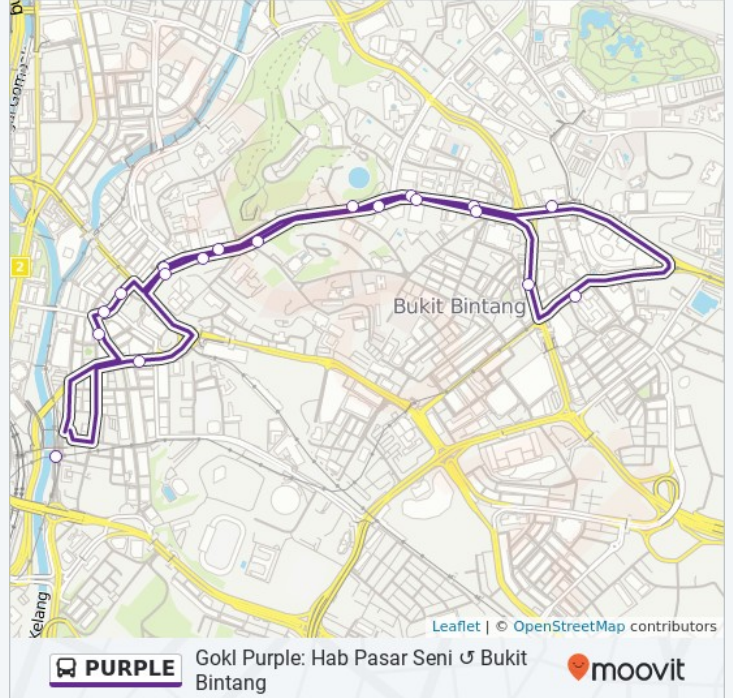 2
Bukit Bintang
Kelang
Leaflet | © OpenStreetMap contributors
PURPLE
Gokl Purple: Hab Pasar Seni ↺ Bukit
Bintang
moovit